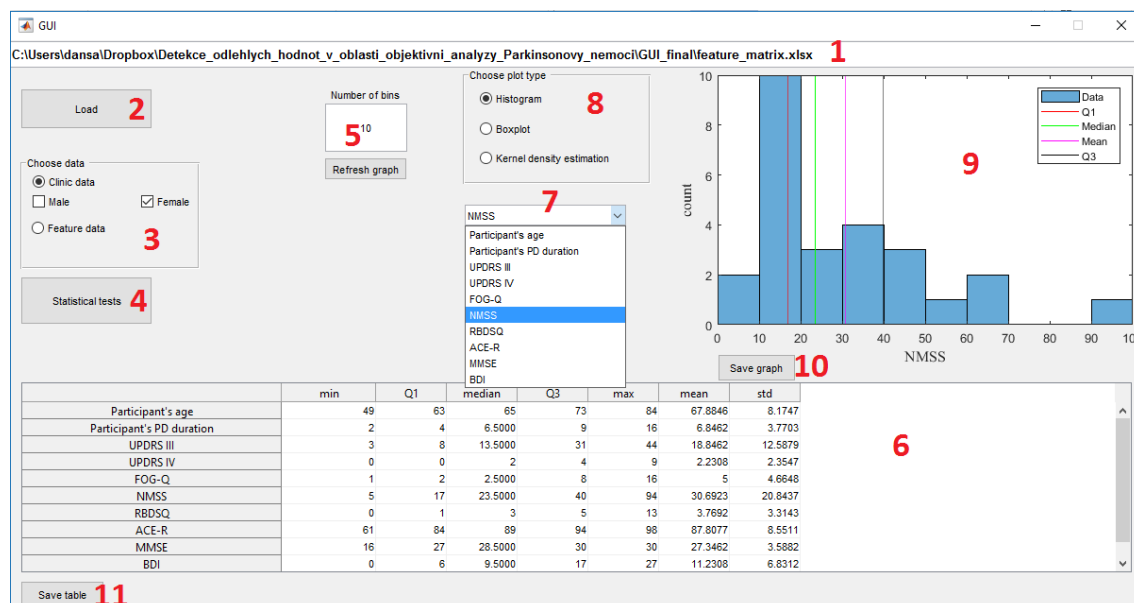 GUI
C:\Users\dansa\Dropbox\Detekce_odlehlych_hodnot_v_oblasti_objektivni_analyzy_Parkinsonovy_nemoci\GUI_final\feature_matrix.xlsx 1
Load 2
Number of bins
10
5
Refresh graph
Choose plot type
Histogram
8
Boxplot
Kernel density estimation
Choose data
Clinic data
Male Female
Feature data
3
Statistical tests 4
7
NMSS
Participant's age
Participant's PD duration
UPDRS III
UPDRS IV
FOG-Q
NMSS
RBDSQ
ACE-R
MMSE
BDI
10
8
6
4
2
0
count
Data
Q1
Median
Mean
Q3
9
0 10 20 30 40 50 60 70 80 90 100
NMSS
Save graph 10
min Q1 median Q3 max mean std
Participant's age 49 63 65 73 84 67.8846 8.1747
Participant's PD duration 2 4 6.5000 9 16 6.8462 3.7703
UPDRS III 3 8 13.5000 31 44 18.8462 12.5879
UPDRS IV 0 0 2 4 9 2.2308 2.3547
FOG-Q 1 2 2.5000 8 16 5 4.6648
NMSS 5 17 23.5000 40 94 30.6923 20.8437
RBDSQ 0 1 3 5 13 3.7692 3.3143
ACE-R 61 84 89 94 98 87.8077 8.5511
MMSE 16 27 28.5000 30 30 27.3462 3.5882
BDI 0 6 9.5000 17 27 11.2308 6.8312
6
Save table 11